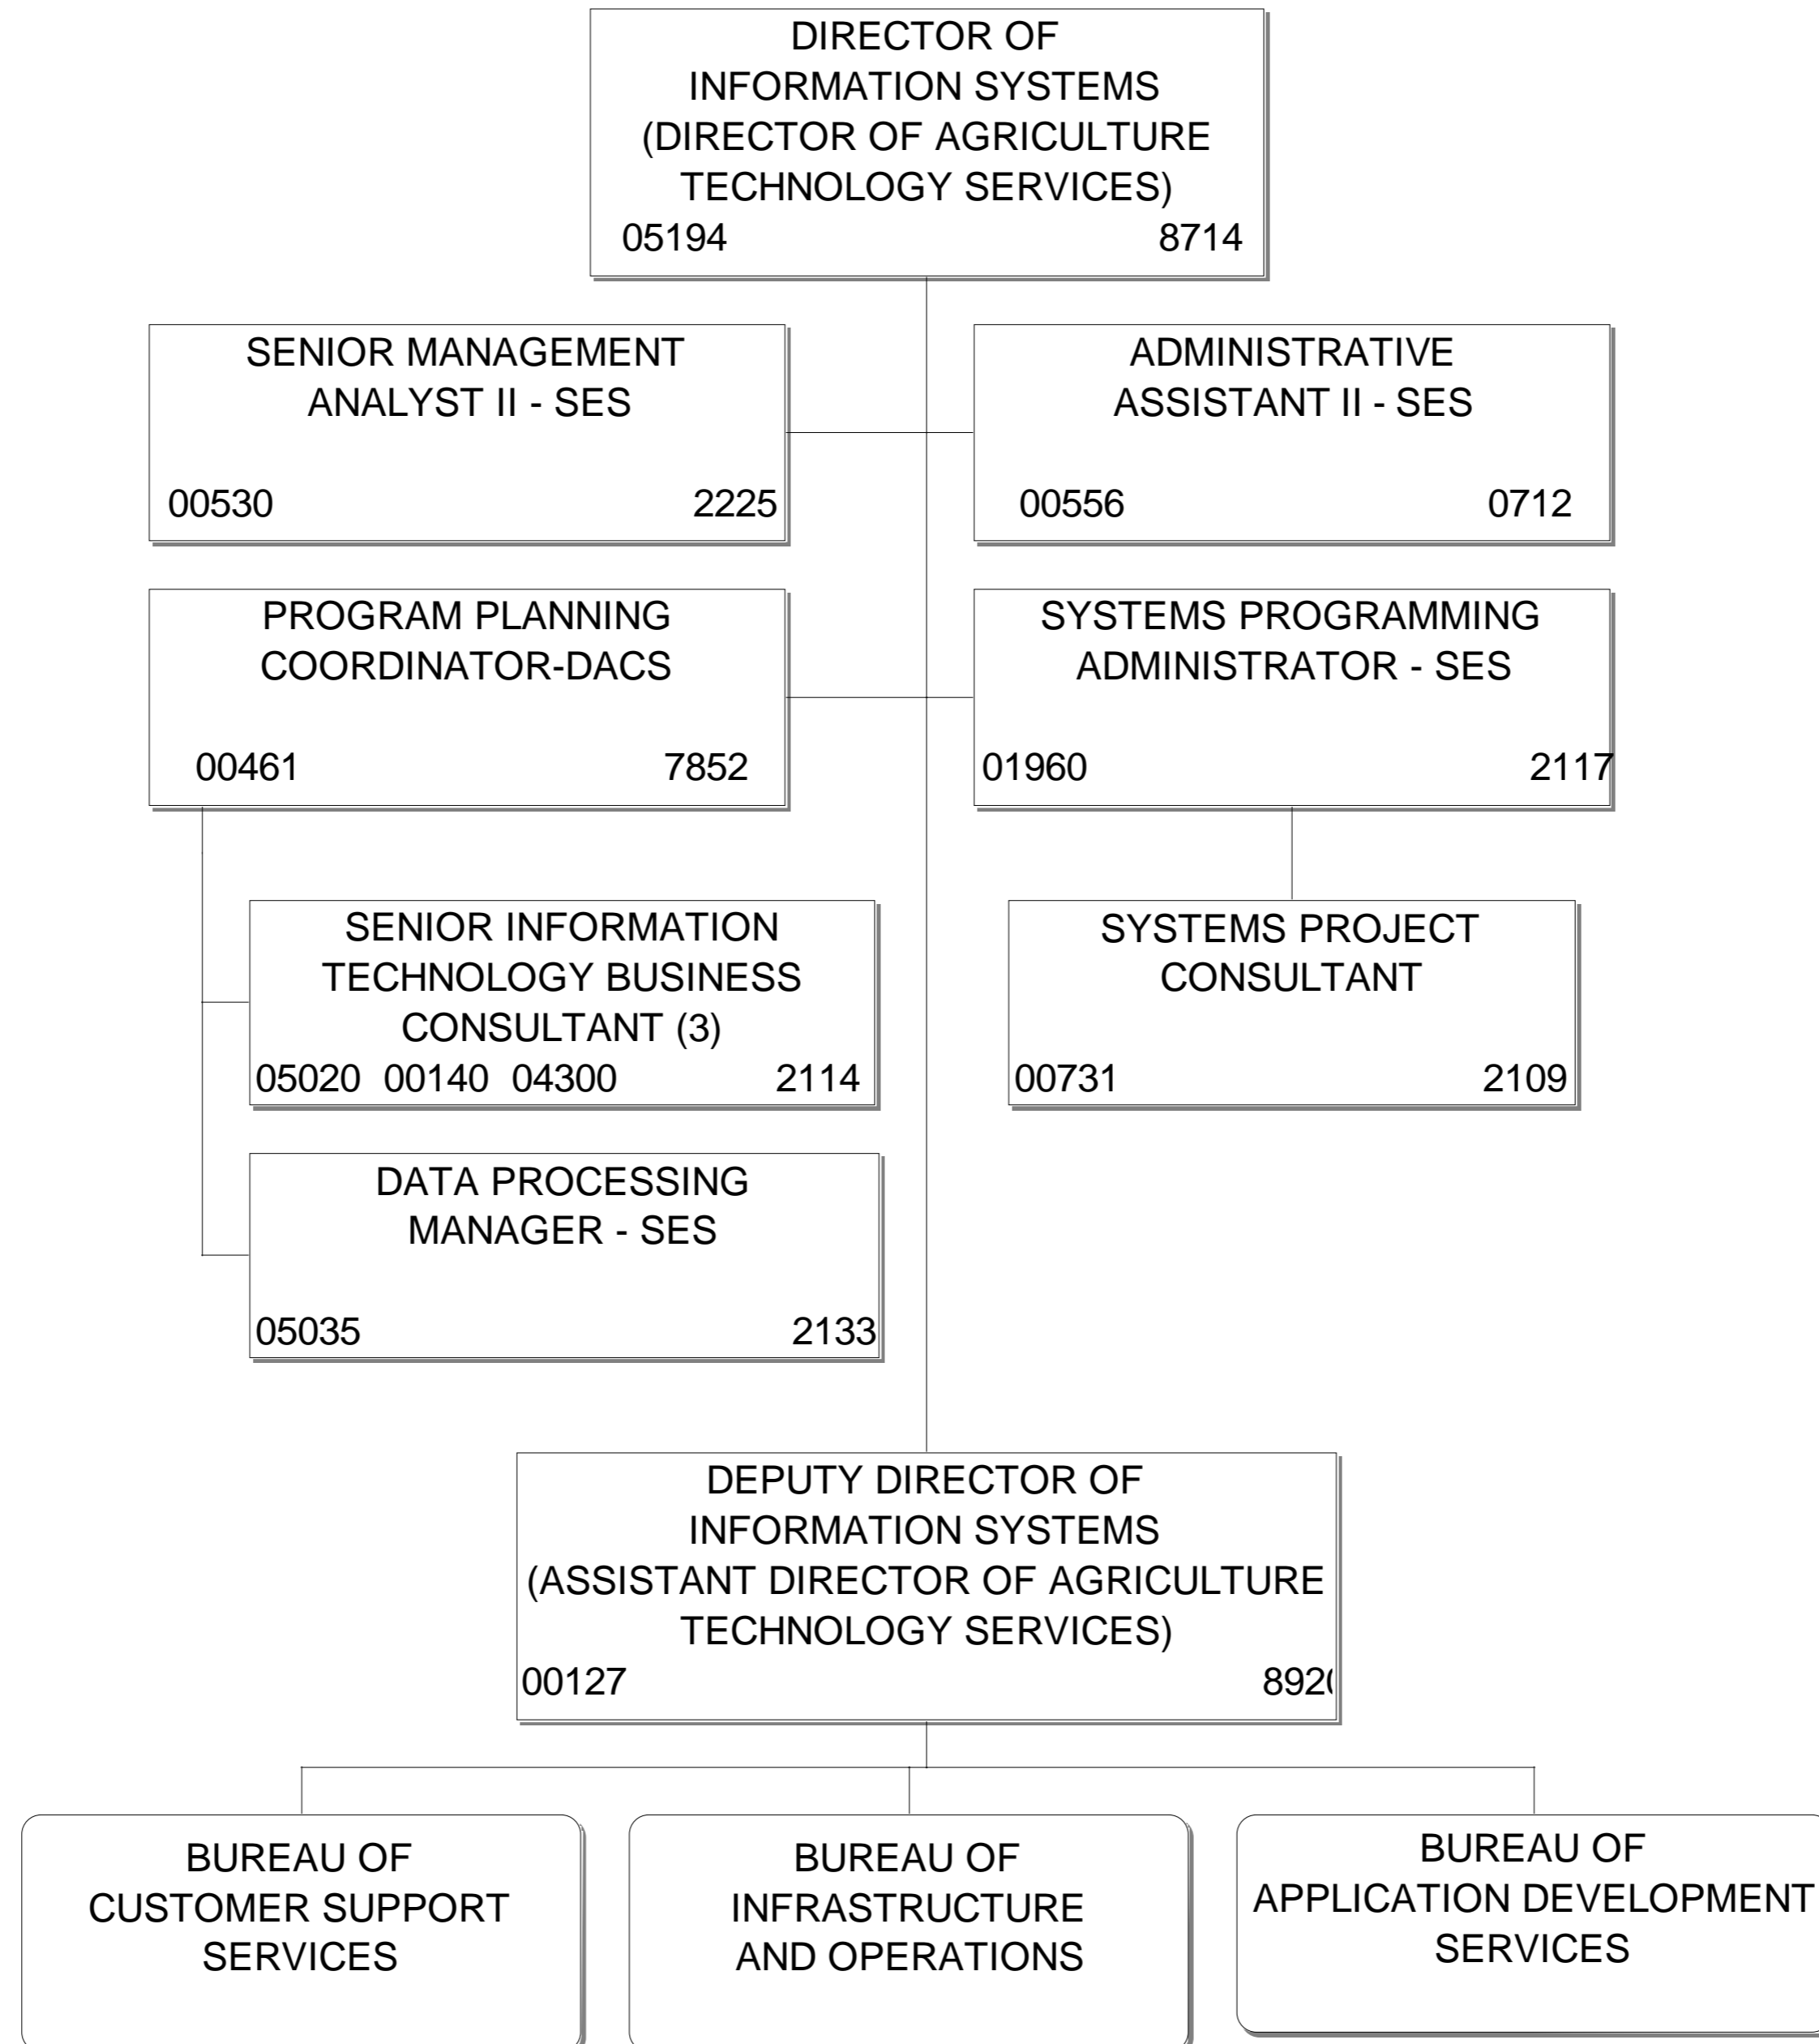 DIRECTOR OF
INFORMATION SYSTEMS
(DIRECTOR OF AGRICULTURE
TECHNOLOGY SERVICES)
05194 8714
SENIOR MANAGEMENT
ANALYST II - SES
00530 2225
ADMINISTRATIVE
ASSISTANT II - SES
00556 0712
PROGRAM PLANNING
COORDINATOR-DACS
00461 7852
SYSTEMS PROGRAMMING
ADMINISTRATOR - SES
01960 2117
SENIOR INFORMATION
TECHNOLOGY BUSINESS
CONSULTANT (3)
05020 00140 04300 2114
SYSTEMS PROJECT
CONSULTANT
00731 2109
DATA PROCESSING
MANAGER - SES
05035 2133
DEPUTY DIRECTOR OF
INFORMATION SYSTEMS
(ASSISTANT DIRECTOR OF AGRICULTURE
TECHNOLOGY SERVICES)
00127 8920
BUREAU OF
CUSTOMER SUPPORT
SERVICES
BUREAU OF
INFRASTRUCTURE
AND OPERATIONS
BUREAU OF
APPLICATION DEVELOPMENT
SERVICES